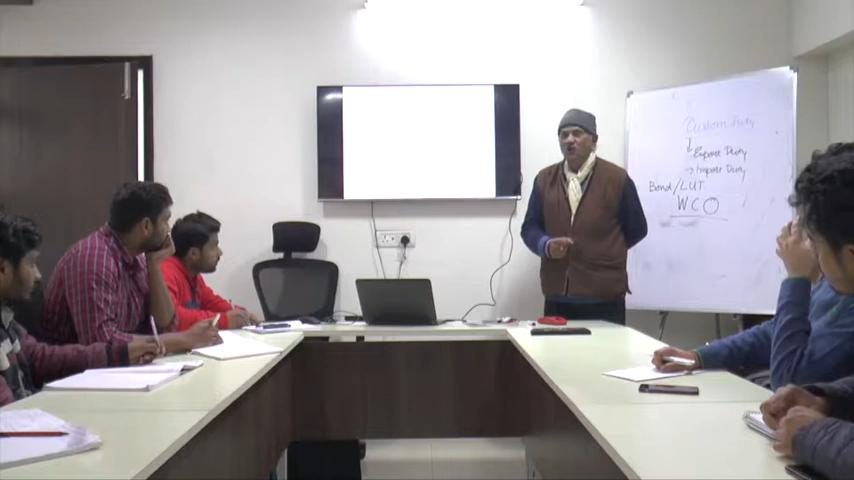 Custom Duty
↓ Export Duty
→ Import Duty
Bond/LUT
WCO